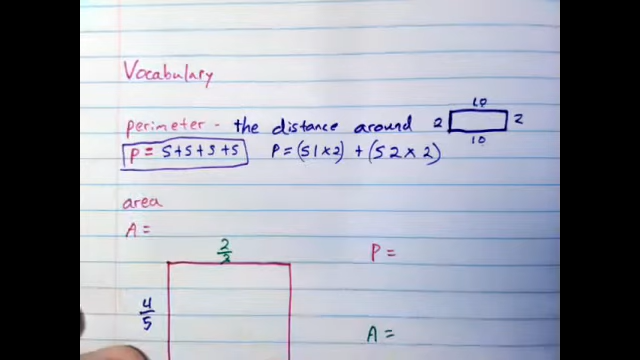 Vocabulary
10
perimeter - the distance around 2 2
10
P = S+S+S+S P = (S1 x 2) + (S2 x 2)
area
A =
2/3
P =
4/5
A =